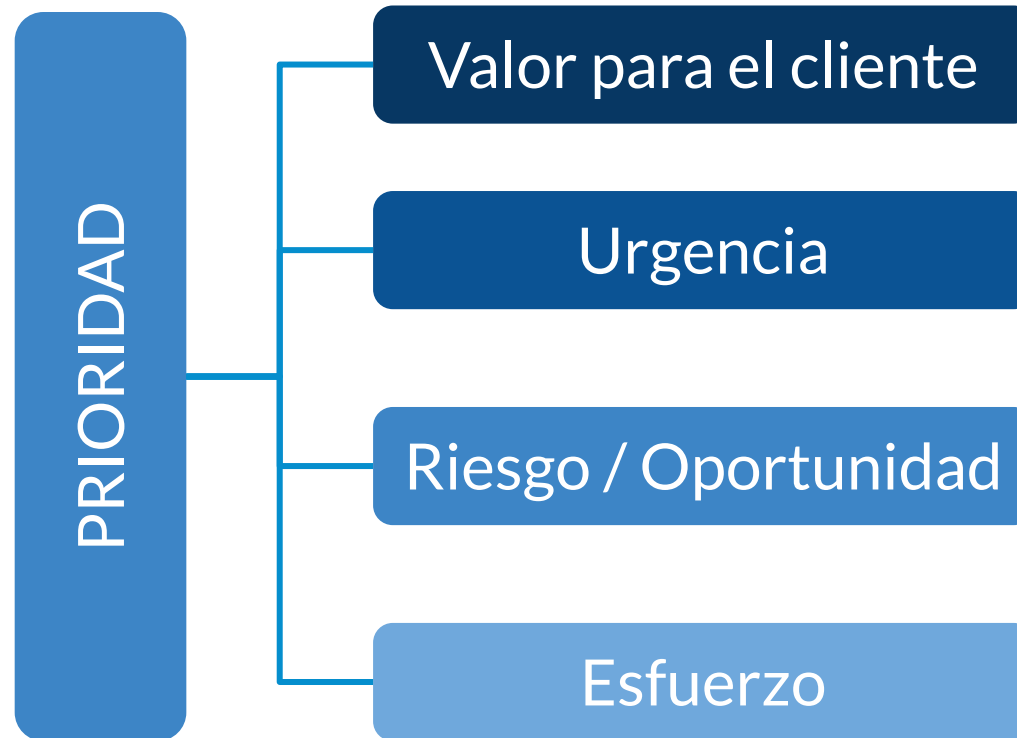 PRIORIDAD
Valor para el cliente
Urgencia
Riesgo / Oportunidad
Esfuerzo